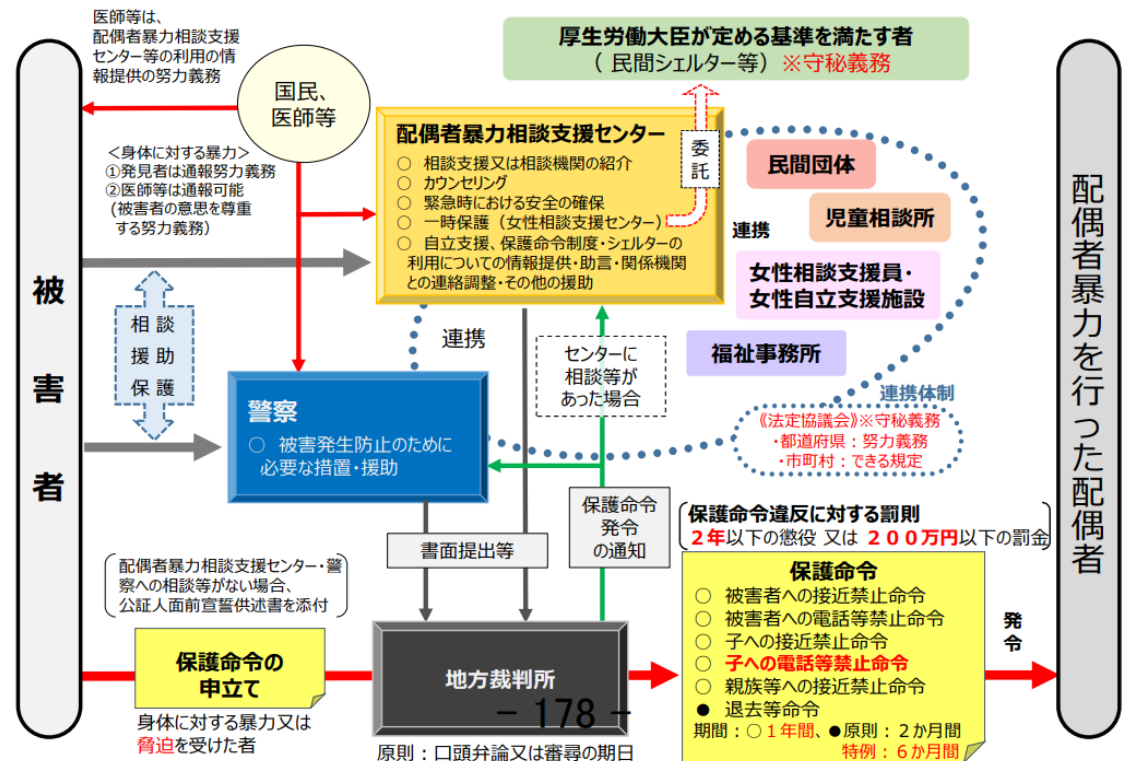 医師等は、
配偶者暴力相談支援
センター等の利用の情
報提供の努力義務
国民、
医師等
厚生労働大臣が定める基準を満たす者
（ 民間シェルター等）※守秘義務
＜身体に対する暴力＞
①発見者は通報努力義務
②医師等は通報可能
(被害者の意思を尊重
する努力義務）
配偶者暴力相談支援センター
○ 相談支援又は相談機関の紹介
○ カウンセリング
○ 緊急時における安全の確保
○ 一時保護（女性相談支援センター）
○ 自立支援、保護命令制度・シェルターの
利用についての情報提供・助言・関係機関
との連絡調整・その他の援助
委託
連携
民間団体
児童相談所
女性相談支援員・
女性自立支援施設
福祉事務所
連携体制
《法定協議会》※守秘義務
・都道府県：努力義務
・市町村：できる規定
被害者
相談
援助
保護
連携
センターに
相談等が
あった場合
警察
○ 被害発生防止のために
必要な措置・援助
書面提出等
保護命令
発令
の通知
配偶者暴力相談支援センター・警
察への相談等がない場合、
公証人面前宣誓供述書を添付
保護命令の
申立て
身体に対する暴力又は
脅迫を受けた者
地方裁判所
－ 178 －
原則：口頭弁論又は審尋の期日
保護命令違反に対する罰則
２年以下の懲役 又は ２００万円以下の罰金
保護命令
○ 被害者への接近禁止命令
○ 被害者への電話等禁止命令
○ 子への接近禁止命令
○ 子への電話等禁止命令
○ 親族等への接近禁止命令
● 退去等命令
期間：○１年間、●原則：２か月間
特例：６か月間
発令
配偶者暴力を行った配偶者